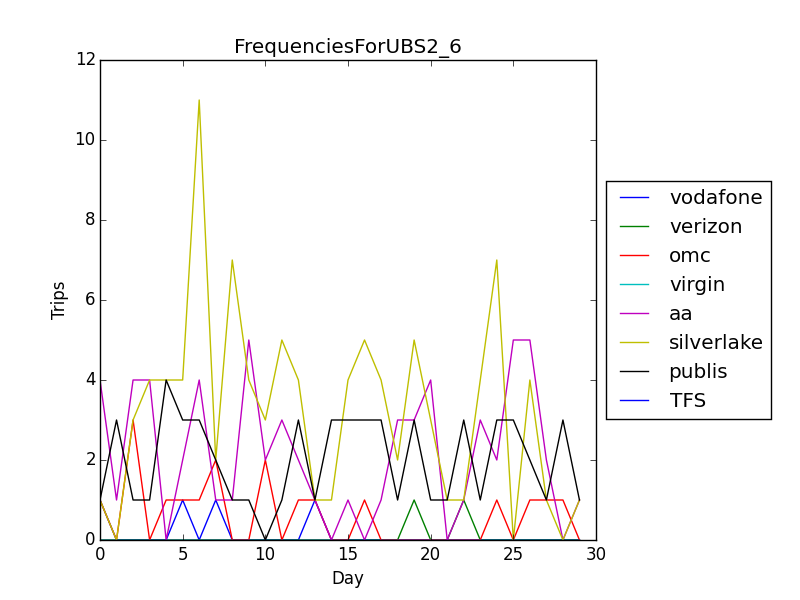 FrequenciesForUBS2_6
12
10
8
6
4
2
0
Trips
0 5 10 15 20 25 30
Day
vodafone
verizon
omc
virgin
aa
silverlake
publis
TFS